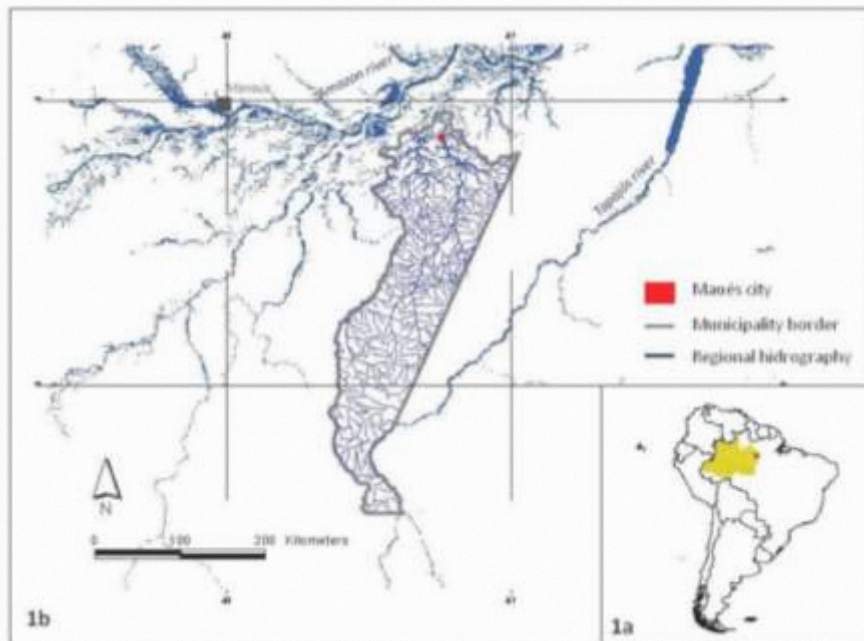 Manaus
Amazon river
Tapajós river
Maués city
Municipality border
Regional hidrography
N
0 100 200 Kilometers
1b
1a